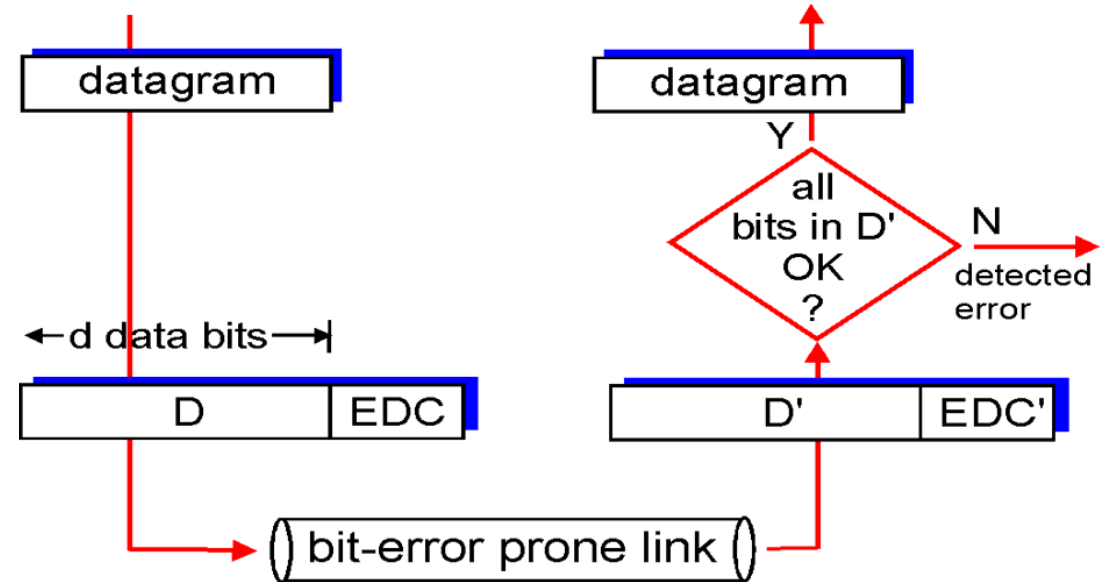 datagram
datagram
Y
all
bits in D'
OK
?
N
detected
error
d data bits
D
EDC
D'
EDC'
bit-error prone link